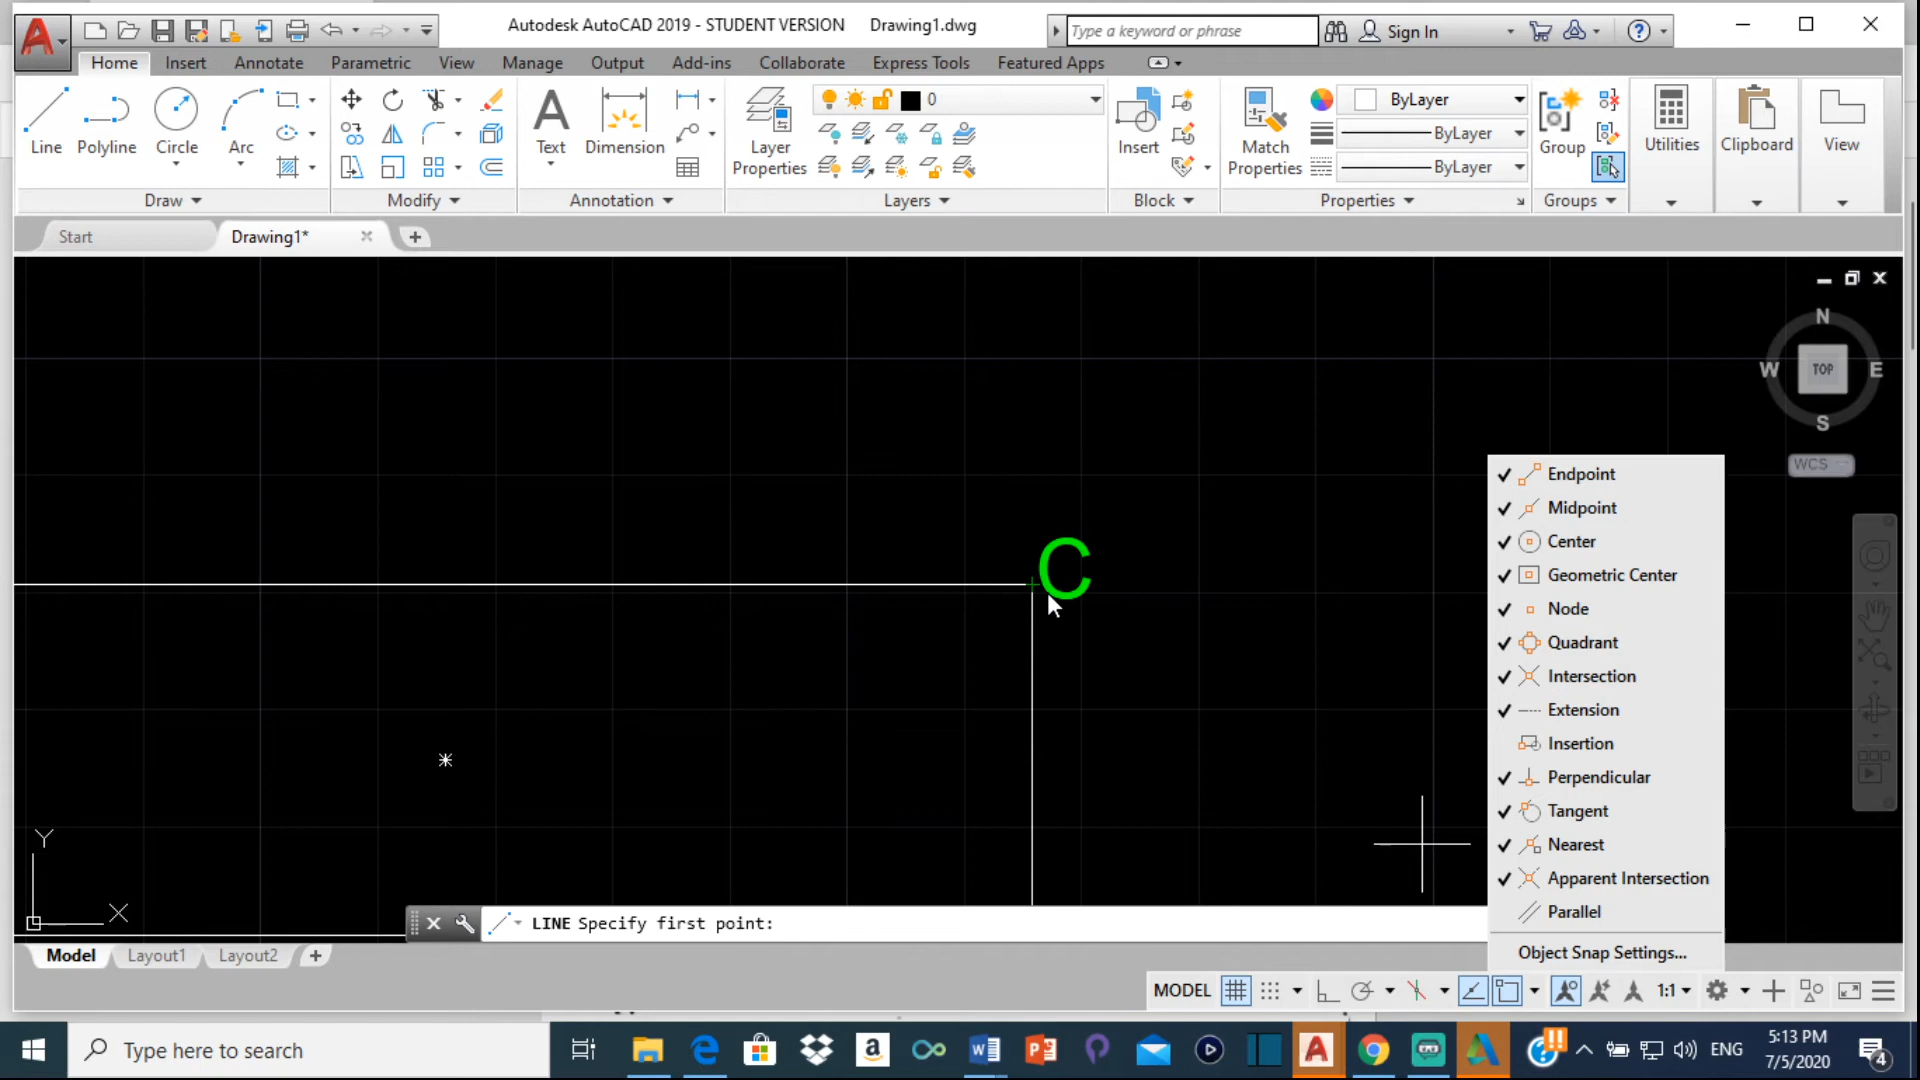 Autodesk AutoCAD 2019 - STUDENT VERSION Drawing1.dwg
Type a keyword or phrase
Sign In
Home Insert Annotate Parametric View Manage Output Add-ins Collaborate Express Tools Featured Apps
Line Polyline Circle Arc
Text Dimension
Layer Properties
0
Insert
Match Properties
ByLayer
ByLayer
ByLayer
Group
Utilities
Clipboard
View
Draw Modify Annotation Layers Block Properties Groups
Start Drawing1*
N
W TOP E
S
WCS
C
Endpoint
Midpoint
Center
Geometric Center
Node
Quadrant
Intersection
Extension
Insertion
Perpendicular
Tangent
Nearest
Apparent Intersection
Parallel
Object Snap Settings...
Y
X
LINE Specify first point:
Model Layout1 Layout2
MODEL 1:1
Type here to search
ENG
5:13 PM
7/5/2020
4